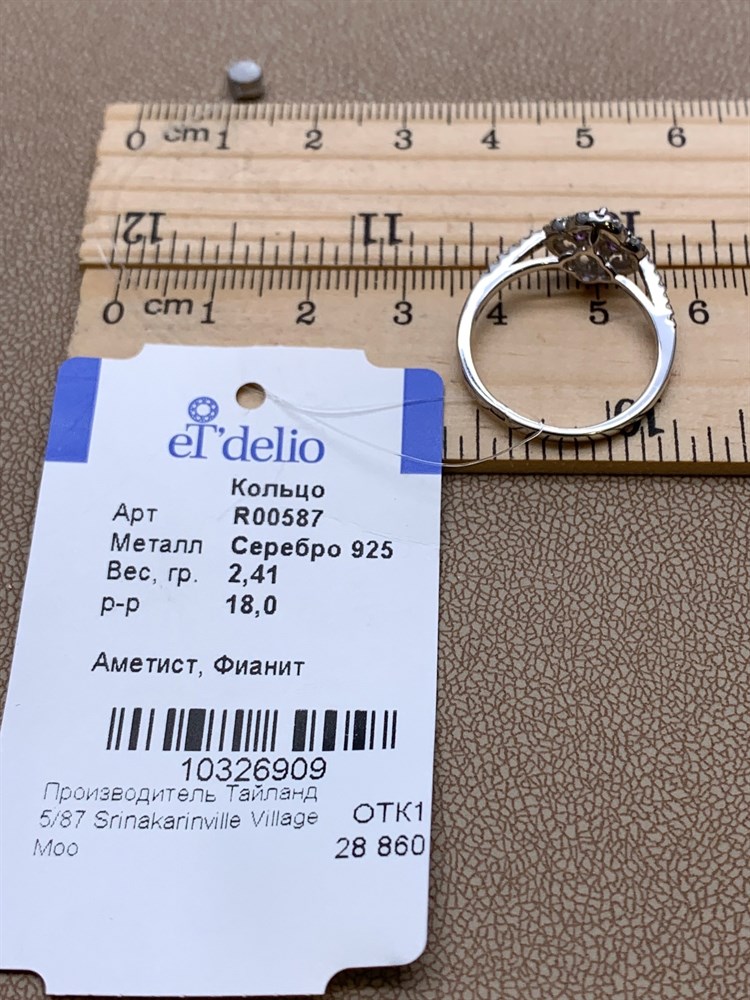 0 cm 1 2 3 4 5 6
12 11
0 cm 1 2 3 4 5 6
10
eT'delio
Кольцо
Арт R00587
Металл Серебро 925
Вес, гр. 2,41
р-р 18,0
Аметист, Фианит
10326909
Производитель Тайланд
5/87 Srinakarinville Village
Моо
ОТК1
28 860